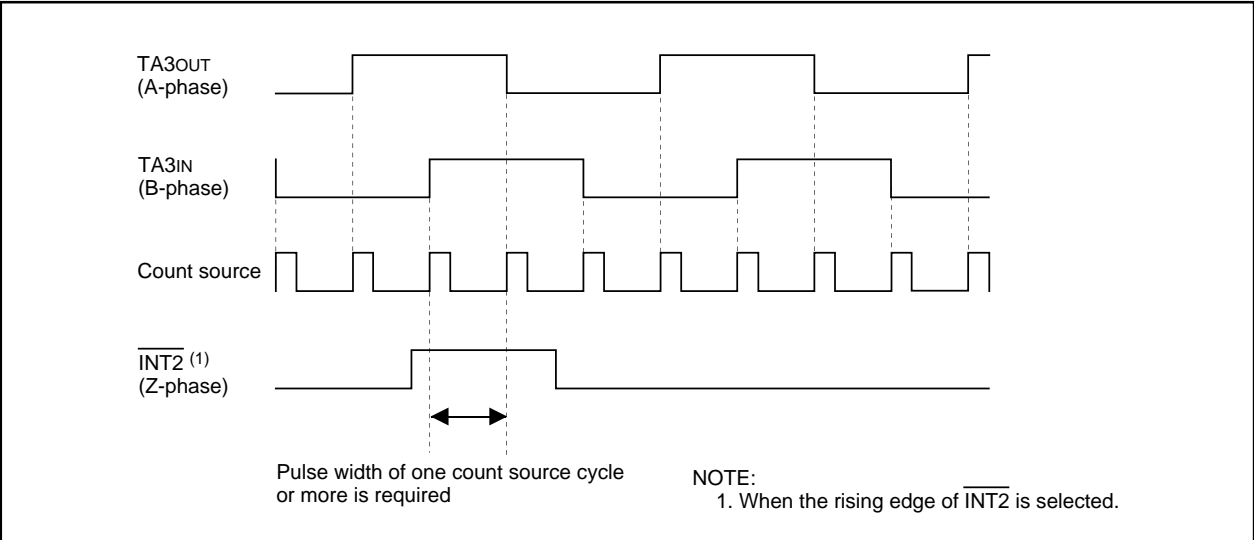 TA3OUT
(A-phase)
TA3IN
(B-phase)
Count source
INT2 (1)
(Z-phase)
Pulse width of one count source cycle
or more is required
NOTE:
1. When the rising edge of INT2 is selected.